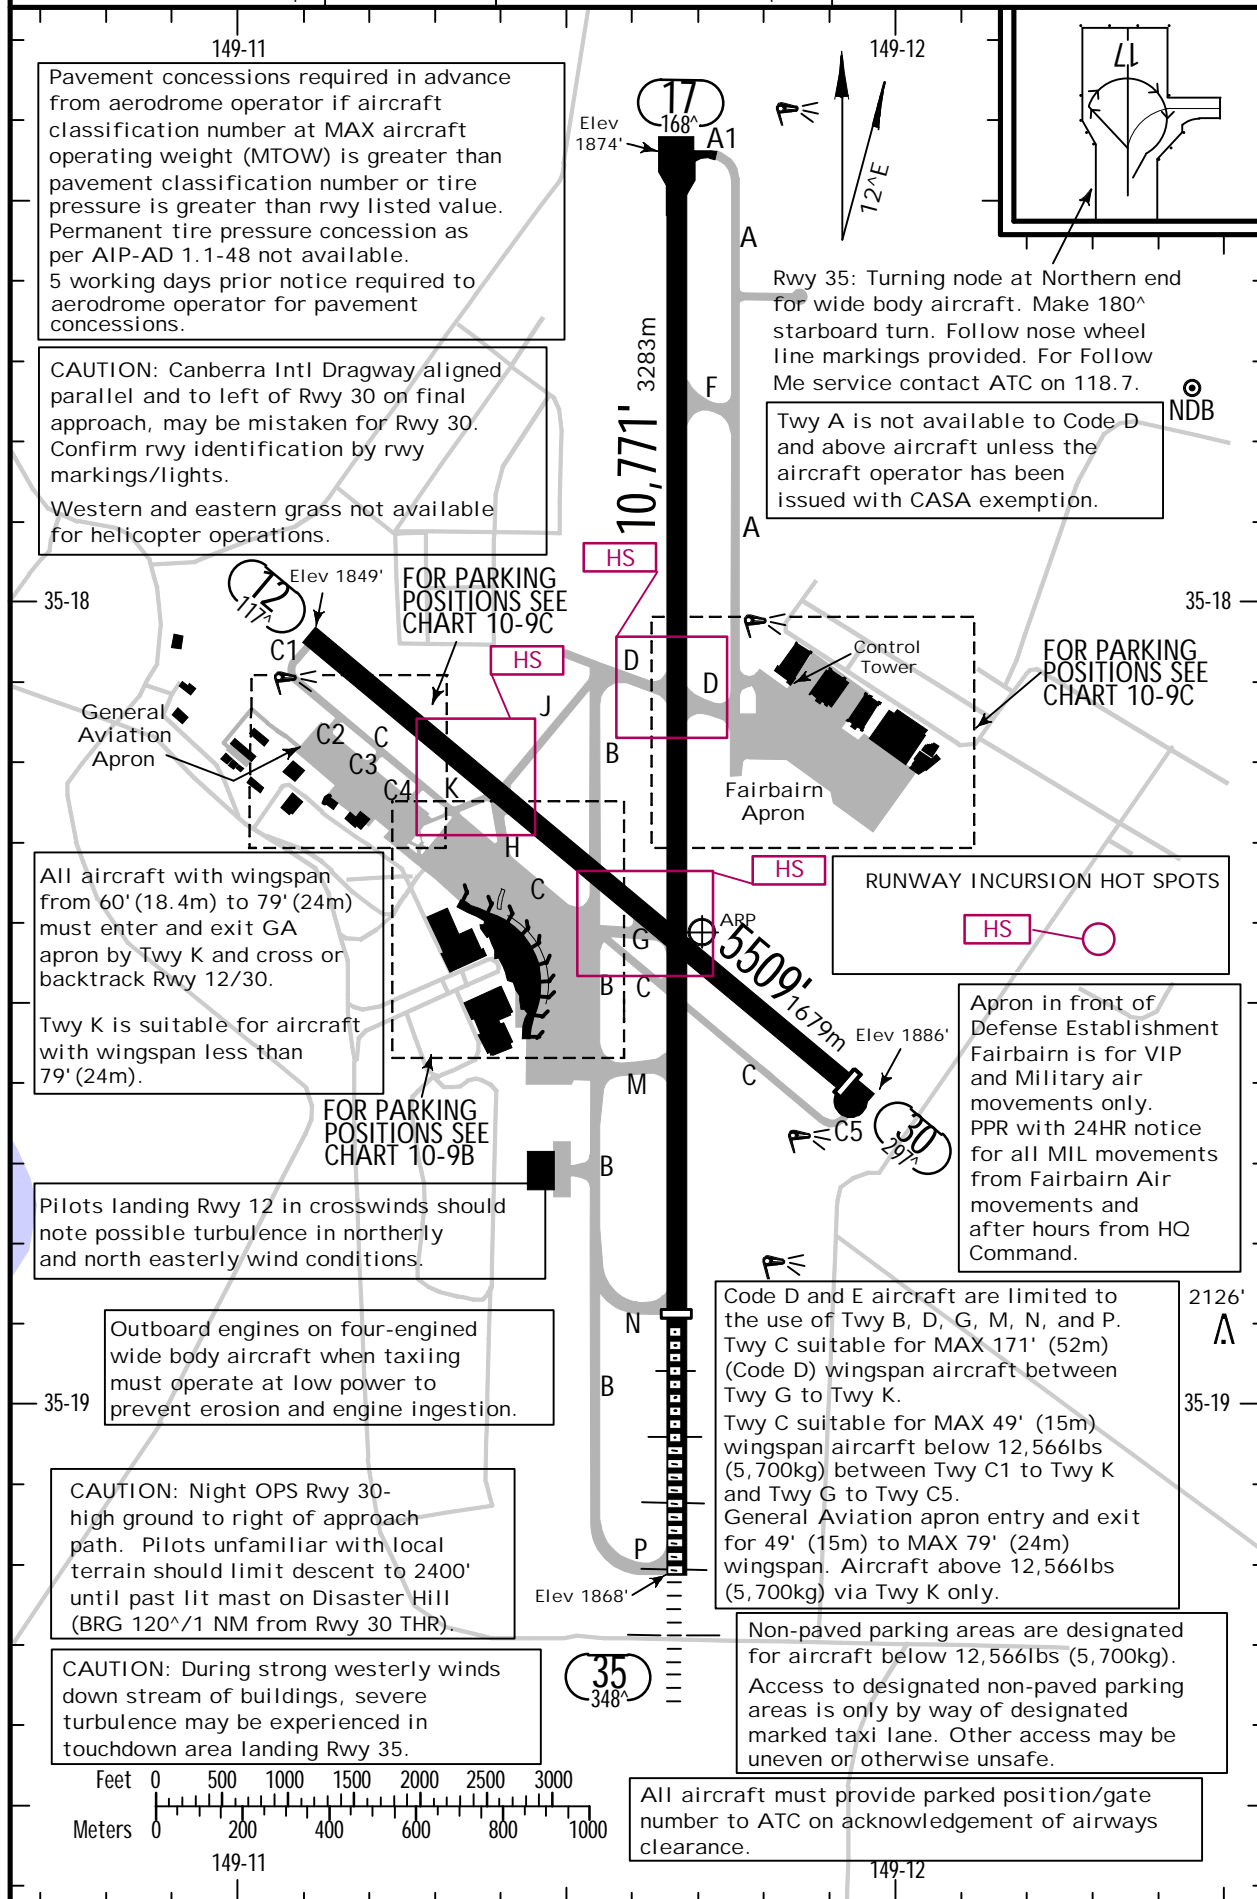 149-11
149-12
Pavement concessions required in advance
from aerodrome operator if aircraft
classification number at MAX aircraft
operating weight (MTOW) is greater than
pavement classification number or tire
pressure is greater than rwy listed value.
Permanent tire pressure concession as
per AIP-AD 1.1-48 not available.
5 working days prior notice required to
aerodrome operator for pavement
concessions.
17
168^
Elev
1874'
A1
A
12^E
17
Rwy 35: Turning node at Northern end
for wide body aircraft. Make 180^
starboard turn. Follow nose wheel
line markings provided. For Follow
Me service contact ATC on 118.7.
NDB
CAUTION: Canberra Intl Dragway aligned
parallel and to left of Rwy 30 on final
approach, may be mistaken for Rwy 30.
Confirm rwy identification by rwy
markings/lights.
Western and eastern grass not available
for helicopter operations.
10,771'
3283m
F
A
Twy A is not available to Code D
and above aircraft unless the
aircraft operator has been
issued with CASA exemption.
HS
12
117^
Elev 1849'
FOR PARKING
POSITIONS SEE
CHART 10-9C
35-18
35-18
C1
HS
D
D
Control
Tower
FOR PARKING
POSITIONS SEE
CHART 10-9C
General
Aviation
Apron
J
C2
C
C3
C4
K
B
Fairbairn
Apron
H
C
HS
RUNWAY INCURSION HOT SPOTS
HS
All aircraft with wingspan
from 60'(18.4m) to 79'(24m)
must enter and exit GA
apron by Twy K and cross or
backtrack Rwy 12/30.
Twy K is suitable for aircraft
with wingspan less than
79'(24m).
ARP
G
B
C
5509'
1679m
Elev 1886'
C
M
C5
30
297^
Apron in front of
Defense Establishment
Fairbairn is for VIP
and Military air
movements only.
PPR with 24HR notice
for all MIL movements
from Fairbairn Air
movements and
after hours from HQ
Command.
FOR PARKING
POSITIONS SEE
CHART 10-9B
B
Pilots landing Rwy 12 in crosswinds should
note possible turbulence in northerly
and north easterly wind conditions.
N
Code D and E aircraft are limited to
the use of Twy B, D, G, M, N, and P.
Twy C suitable for MAX 171' (52m)
(Code D) wingspan aircraft between
Twy G to Twy K.
Twy C suitable for MAX 49' (15m)
wingspan aircarft below 12,566lbs
(5,700kg) between Twy C1 to Twy K
and Twy G to Twy C5.
General Aviation apron entry and exit
for 49' (15m) to MAX 79' (24m)
wingspan. Aircraft above 12,566lbs
(5,700kg) via Twy K only.
2126'
Outboard engines on four-engined
wide body aircraft when taxiing
must operate at low power to
prevent erosion and engine ingestion.
B
35-19
35-19
CAUTION: Night OPS Rwy 30-
high ground to right of approach
path. Pilots unfamiliar with local
terrain should limit descent to 2400'
until past lit mast on Disaster Hill
(BRG 120^/1 NM from Rwy 30 THR).
P
Elev 1868'
CAUTION: During strong westerly winds
down stream of buildings, severe
turbulence may be experienced in
touchdown area landing Rwy 35.
35
348^
Non-paved parking areas are designated
for aircraft below 12,566lbs (5,700kg).
Access to designated non-paved parking
areas is only by way of designated
marked taxi lane. Other access may be
uneven or otherwise unsafe.
Feet 0 500 1000 1500 2000 2500 3000
Meters 0 200 400 600 800 1000
All aircraft must provide parked position/gate
number to ATC on acknowledgement of airways
clearance.
149-11
149-12